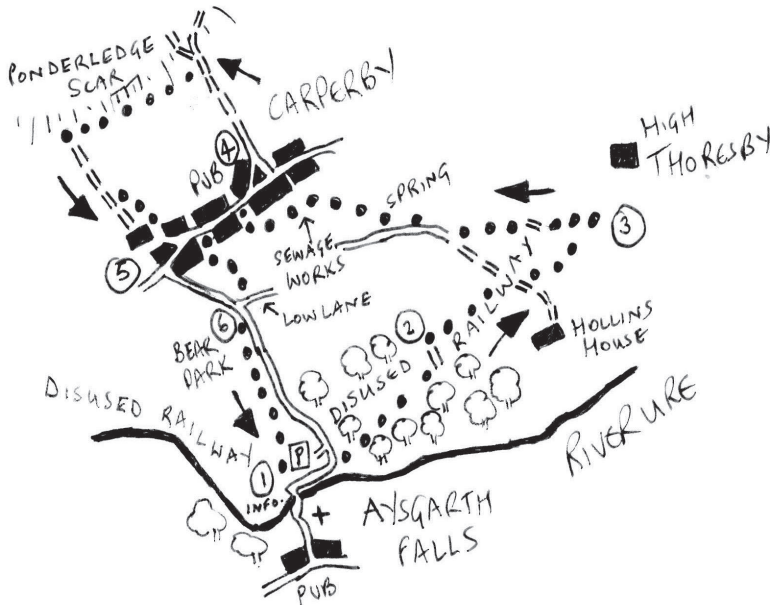 PONDERLEDGE
SCAR
CARPERBY
HIGH
THORESBY
4
PUB
SPRING
3
SEWAGE
WORKS
5
LOW LANE
6
2
RAILWAY
HOLLINS
HOUSE
BEAR
PARK
DISUSED
DISUSED RAILWAY
RIVER URE
P
1
INFO.
AYSGARTH
FALLS
PUB